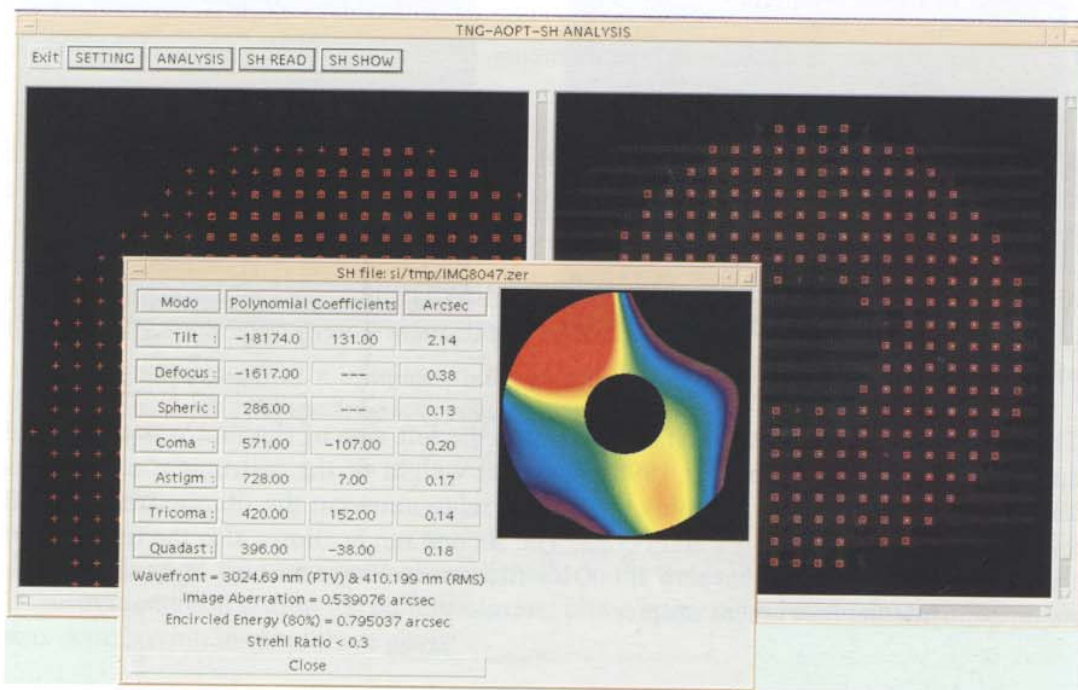 TNG-AOPT-SH ANALYSIS
Exit SETTING ANALYSIS SH READ SH SHOW
SH file: si/tmp/IMG8047.zer
Modo Polynomial Coefficients Arcsec
Tilt : -18174.0 131.00 2.14
Defocus: -1617.00 --- 0.38
Spheric : 286.00 --- 0.13
Coma : 571.00 -107.00 0.20
Astigm : 728.00 7.00 0.17
Tricoma : 420.00 152.00 0.14
Quadast: 396.00 -38.00 0.18
Wavefront = 3024.69 nm (PTV) & 410.199 nm (RMS)
Image Aberration = 0.539076 arcsec
Encircled Energy (80%) = 0.795037 arcsec
Strehl Ratio < 0.3
Close